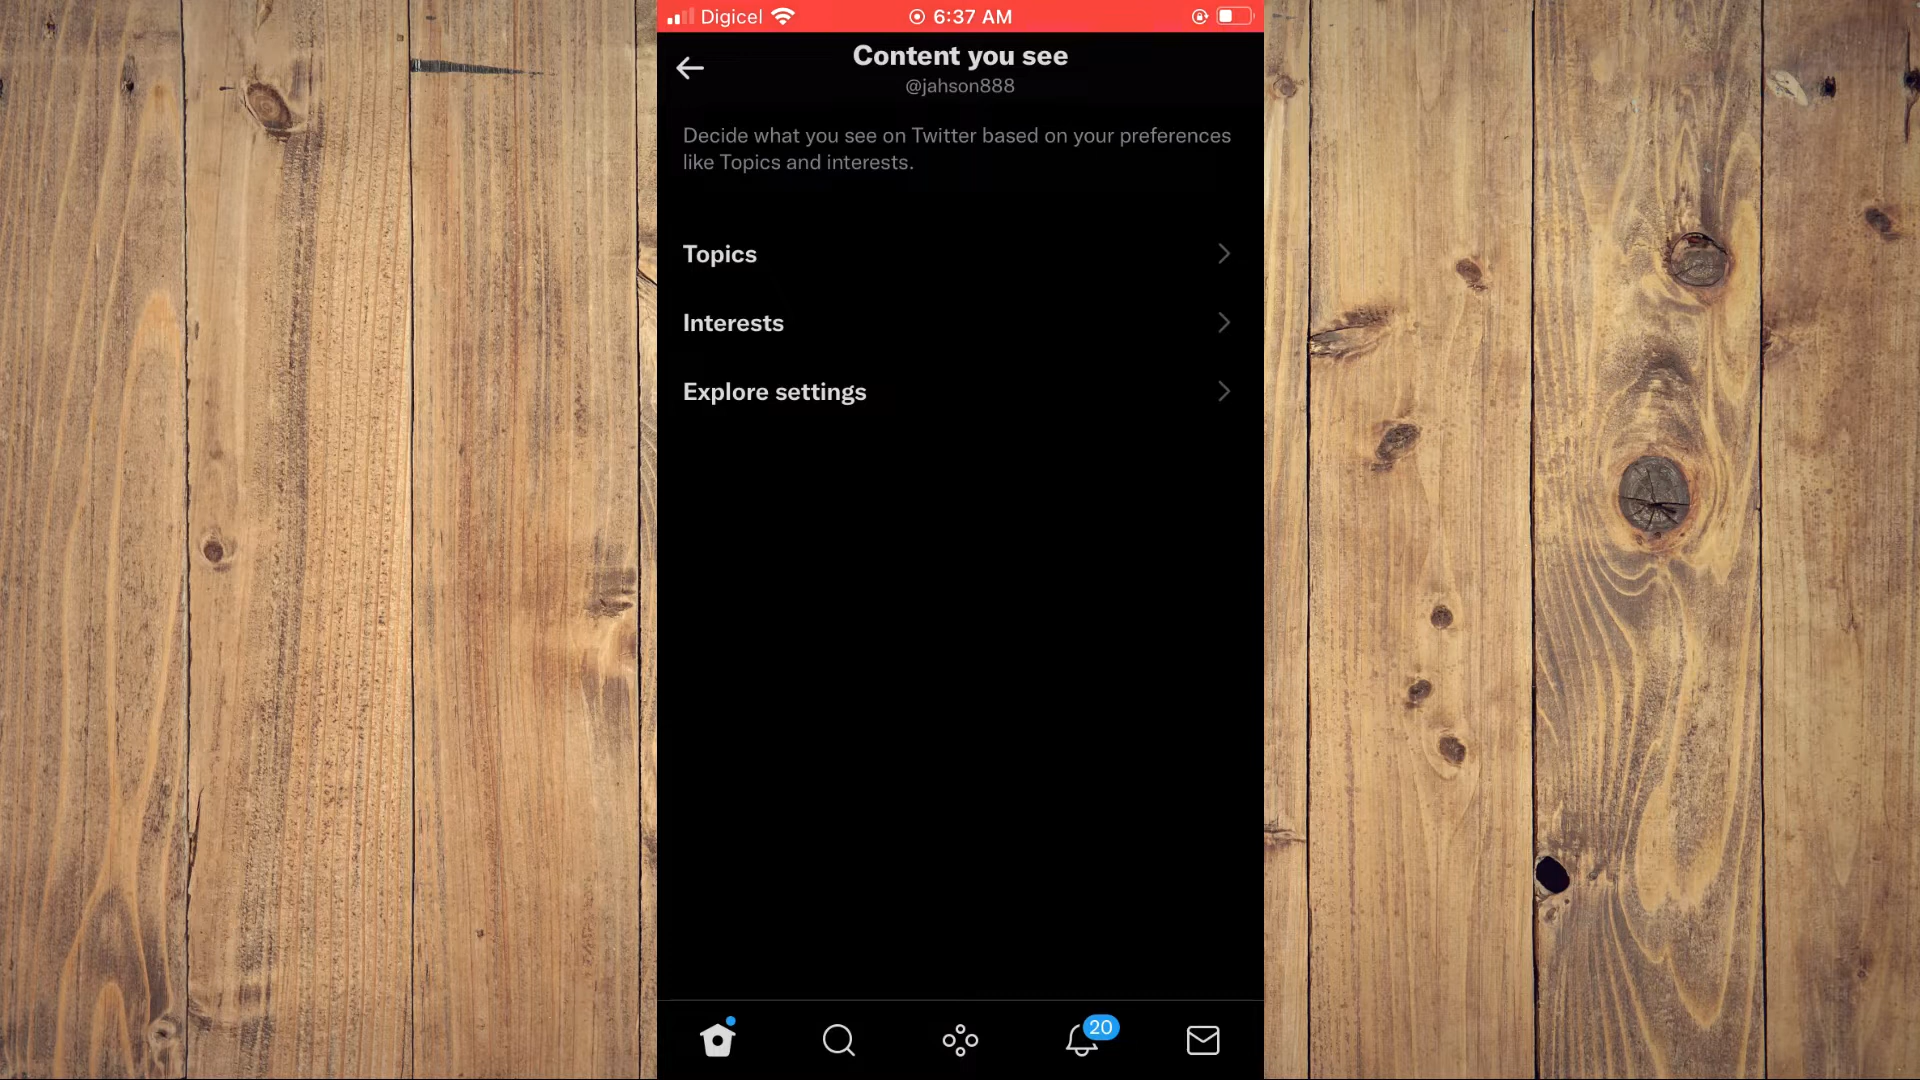 Digicel 6:37 AM
Content you see
@jahson888
Decide what you see on Twitter based on your preferences
like Topics and interests.
Topics
Interests
Explore settings
20